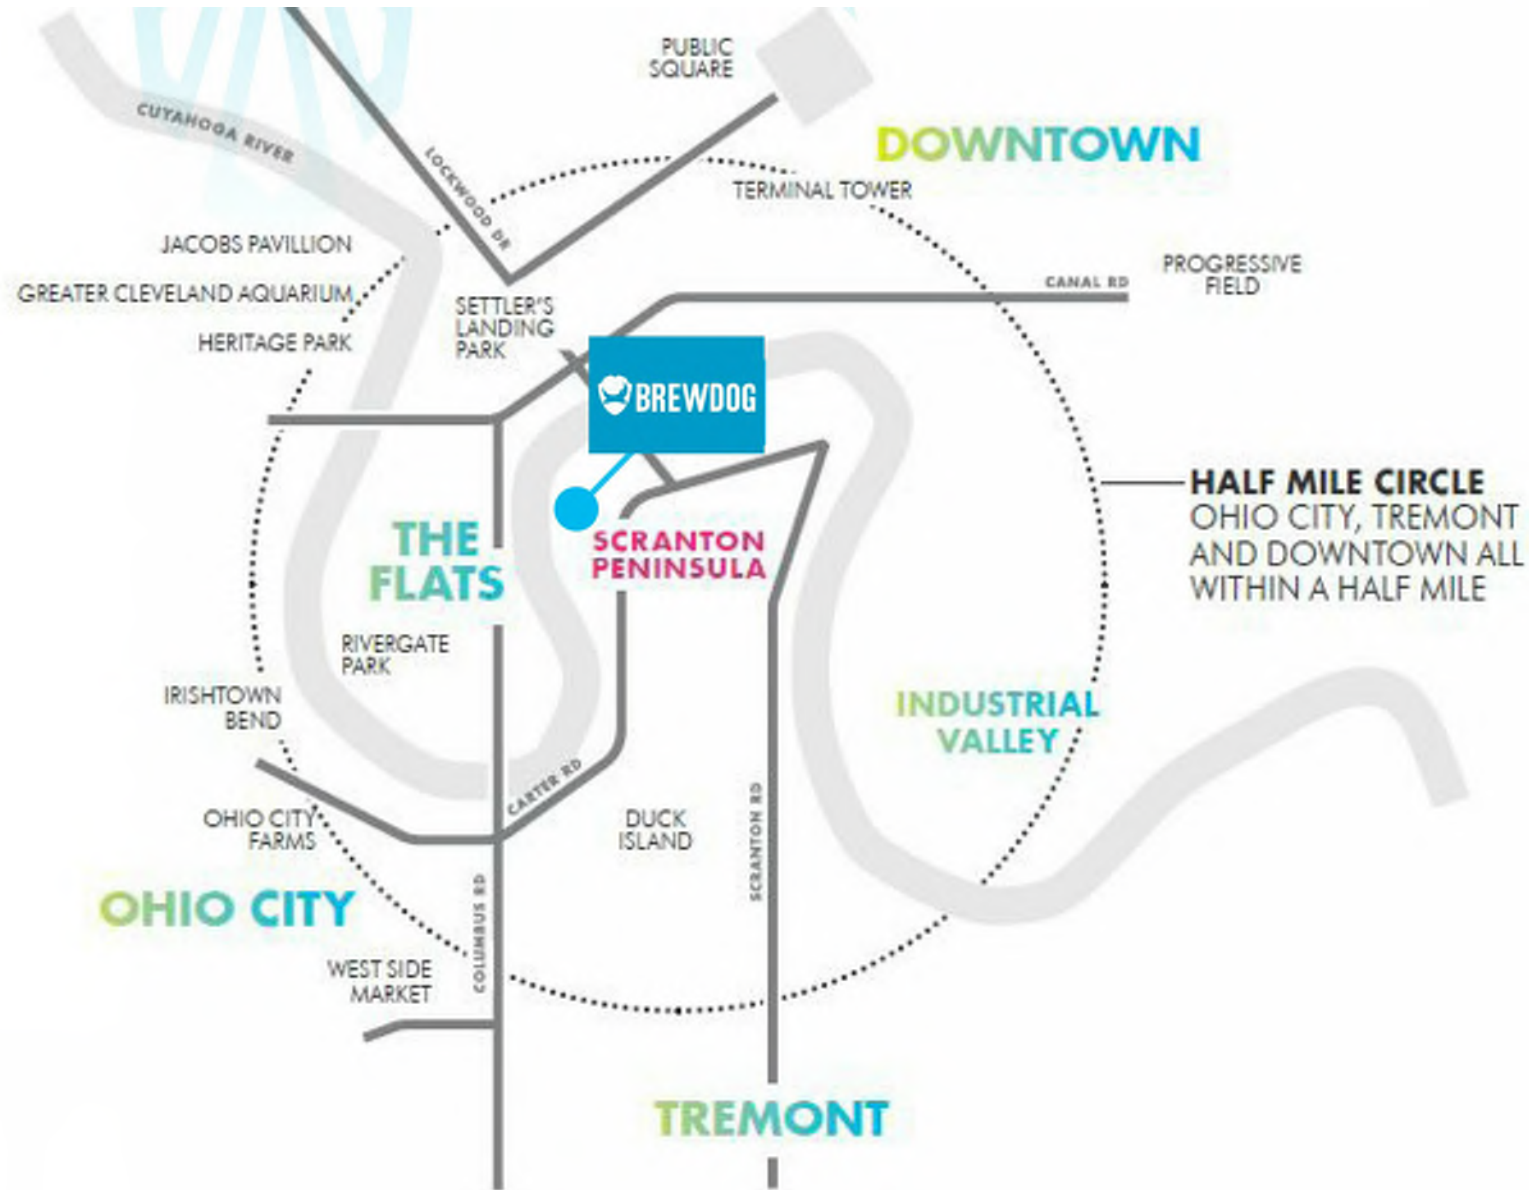 PUBLIC
SQUARE
CUYAHOGA RIVER
DOWNTOWN
LOCKWOOD DR
TERMINAL TOWER
JACOBS PAVILLION
PROGRESSIVE
FIELD
CANAL RD
GREATER CLEVELAND AQUARIUM
SETTLER'S
LANDING
PARK
HERITAGE PARK
BREWDOG
HALF MILE CIRCLE
OHIO CITY, TREMONT
AND DOWNTOWN ALL
WITHIN A HALF MILE
THE
FLATS
SCRANTON
PENINSULA
RIVERGATE
PARK
IRISHTOWN
BEND
INDUSTRIAL
VALLEY
CARTER RD
OHIO CITY
FARMS
DUCK
ISLAND
SCRANTON RD
OHIO CITY
COLUMBUS RD
WEST SIDE
MARKET
TREMONT